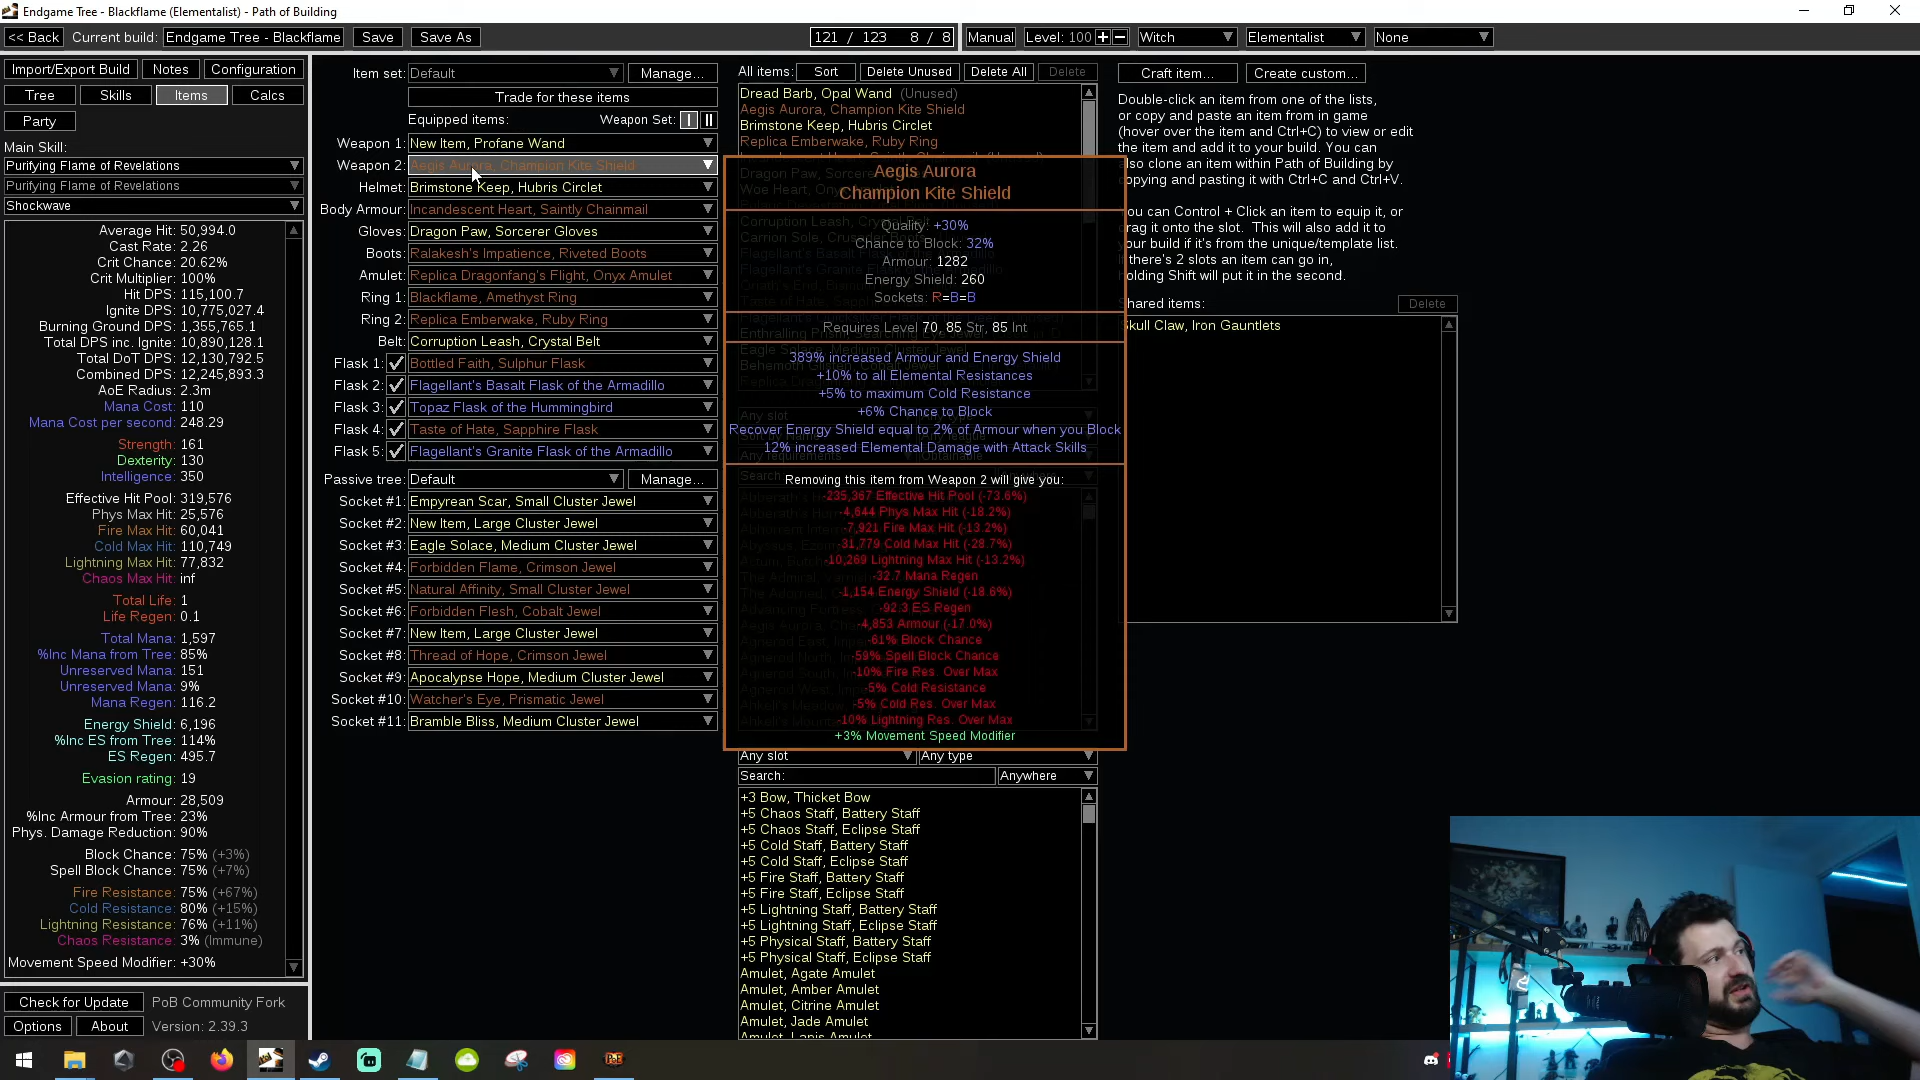 Endgame Tree - Blackflame (Elementalist) - Path of Building
<< Back
Current build:
Endgame Tree - Blackflame
Save
Save As
121 / 123 8 / 8
Manual
Level: 100
+
-
Witch
Elementalist
None
Import/Export Build
Notes
Configuration
Tree
Skills
Items
Calcs
Party
Main Skill:
Purifying Flame of Revelations
Purifying Flame of Revelations
Shockwave
Average Hit: 50,994.0
Cast Rate: 2.26
Crit Chance: 20.62%
Crit Multiplier: 100%
Hit DPS: 115,100.7
Ignite DPS: 10,775,027.4
Burning Ground DPS: 1,355,765.1
Total DPS inc. Ignite: 10,890,128.1
Total DoT DPS: 12,130,792.5
Combined DPS: 12,245,893.3
AoE Radius: 2.3m
Mana Cost: 110
Mana Cost per second: 248.29
Strength: 161
Dexterity: 130
Intelligence: 350
Effective Hit Pool: 319,576
Phys Max Hit: 25,576
Fire Max Hit: 60,041
Cold Max Hit: 110,749
Lightning Max Hit: 77,832
Chaos Max Hit: inf
Total Life: 1
Life Regen: 0.1
Total Mana: 1,597
%Inc Mana from Tree: 85%
Unreserved Mana: 151
Unreserved Mana: 9%
Mana Regen: 116.2
Energy Shield: 6,196
%Inc ES from Tree: 114%
ES Regen: 495.7
Evasion rating: 19
Armour: 28,509
%Inc Armour from Tree: 23%
Phys. Damage Reduction: 90%
Block Chance: 75% (+3%)
Spell Block Chance: 75% (+7%)
Fire Resistance: 75% (+67%)
Cold Resistance: 80% (+15%)
Lightning Resistance: 76% (+11%)
Chaos Resistance: 3% (Immune)
Movement Speed Modifier: +30%
Check for Update
PoB Community Fork
Options
About
Version: 2.39.3
Item set: Default
Manage...
Trade for these items
Equipped items:
Weapon Set: I II
Weapon 1: New Item, Profane Wand
Weapon 2: Aegis Aurora, Champion Kite Shield
Helmet: Brimstone Keep, Hubris Circlet
Body Armour: Incandescent Heart, Saintly Chainmail
Gloves: Dragon Paw, Sorcerer Gloves
Boots: Ralakesh's Impatience, Riveted Boots
Amulet: Replica Dragonfang's Flight, Onyx Amulet
Ring 1: Blackflame, Amethyst Ring
Ring 2: Replica Emberwake, Ruby Ring
Belt: Corruption Leash, Crystal Belt
Flask 1: Bottled Faith, Sulphur Flask
Flask 2: Flagellant's Basalt Flask of the Armadillo
Flask 3: Topaz Flask of the Hummingbird
Flask 4: Taste of Hate, Sapphire Flask
Flask 5: Flagellant's Granite Flask of the Armadillo
Passive tree: Default
Manage...
Socket #1: Empyrean Scar, Small Cluster Jewel
Socket #2: New Item, Large Cluster Jewel
Socket #3: Eagle Solace, Medium Cluster Jewel
Socket #4: Forbidden Flame, Crimson Jewel
Socket #5: Natural Affinity, Small Cluster Jewel
Socket #6: Forbidden Flesh, Cobalt Jewel
Socket #7: New Item, Large Cluster Jewel
Socket #8: Thread of Hope, Crimson Jewel
Socket #9: Apocalypse Hope, Medium Cluster Jewel
Socket #10: Watcher's Eye, Prismatic Jewel
Socket #11: Bramble Bliss, Medium Cluster Jewel
All items:
Sort
Delete Unused
Delete All
Delete
Dread Barb, Opal Wand (Unused)
Aegis Aurora, Champion Kite Shield
Brimstone Keep, Hubris Circlet
Replica Emberwake, Ruby Ring
Aegis Aurora
Champion Kite Shield
Quality: +30%
Chance to Block: 32%
Armour: 1282
Energy Shield: 260
Sockets: R=B=B
Requires Level 70, 85 Str, 85 Int
389% increased Armour and Energy Shield
+10% to all Elemental Resistances
+5% to maximum Cold Resistance
+6% Chance to Block
Recover Energy Shield equal to 2% of Armour when you Block
12% increased Elemental Damage with Attack Skills
Removing this item from Weapon 2 will give you:
-235,367 Effective Hit Pool (-73.6%)
-4,644 Phys Max Hit (-18.2%)
-7,921 Fire Max Hit (-13.2%)
-31,779 Cold Max Hit (-28.7%)
-10,269 Lightning Max Hit (-13.2%)
-32.7 Mana Regen
-1,154 Energy Shield (-18.6%)
-92.3 ES Regen
-4,853 Armour (-17.0%)
-61% Block Chance
-59% Spell Block Chance
-10% Fire Res. Over Max
-5% Cold Resistance
-5% Cold Res. Over Max
-10% Lightning Res. Over Max
+3% Movement Speed Modifier
Any slot
Any type
Search:
Anywhere
+3 Bow, Thicket Bow
+5 Chaos Staff, Battery Staff
+5 Chaos Staff, Eclipse Staff
+5 Cold Staff, Battery Staff
+5 Cold Staff, Eclipse Staff
+5 Fire Staff, Battery Staff
+5 Fire Staff, Eclipse Staff
+5 Lightning Staff, Battery Staff
+5 Lightning Staff, Eclipse Staff
+5 Physical Staff, Battery Staff
+5 Physical Staff, Eclipse Staff
Amulet, Agate Amulet
Amulet, Amber Amulet
Amulet, Citrine Amulet
Amulet, Jade Amulet
Amulet, Lapis Amulet
Craft item...
Create custom...
Double-click an item from one of the lists,
or copy and paste an item from in game
(hover over the item and Ctrl+C) to view or edit
the item and add it to your build. You can
also clone an item within Path of Building by
copying and pasting it with Ctrl+C and Ctrl+V.
You can Control + Click an item to equip it, or
drag it onto the slot. This will also add it to
your build if it's from the unique/template list.
If there's 2 slots an item can go in,
holding Shift will put it in the second.
Shared items:
Delete
Skull Claw, Iron Gauntlets